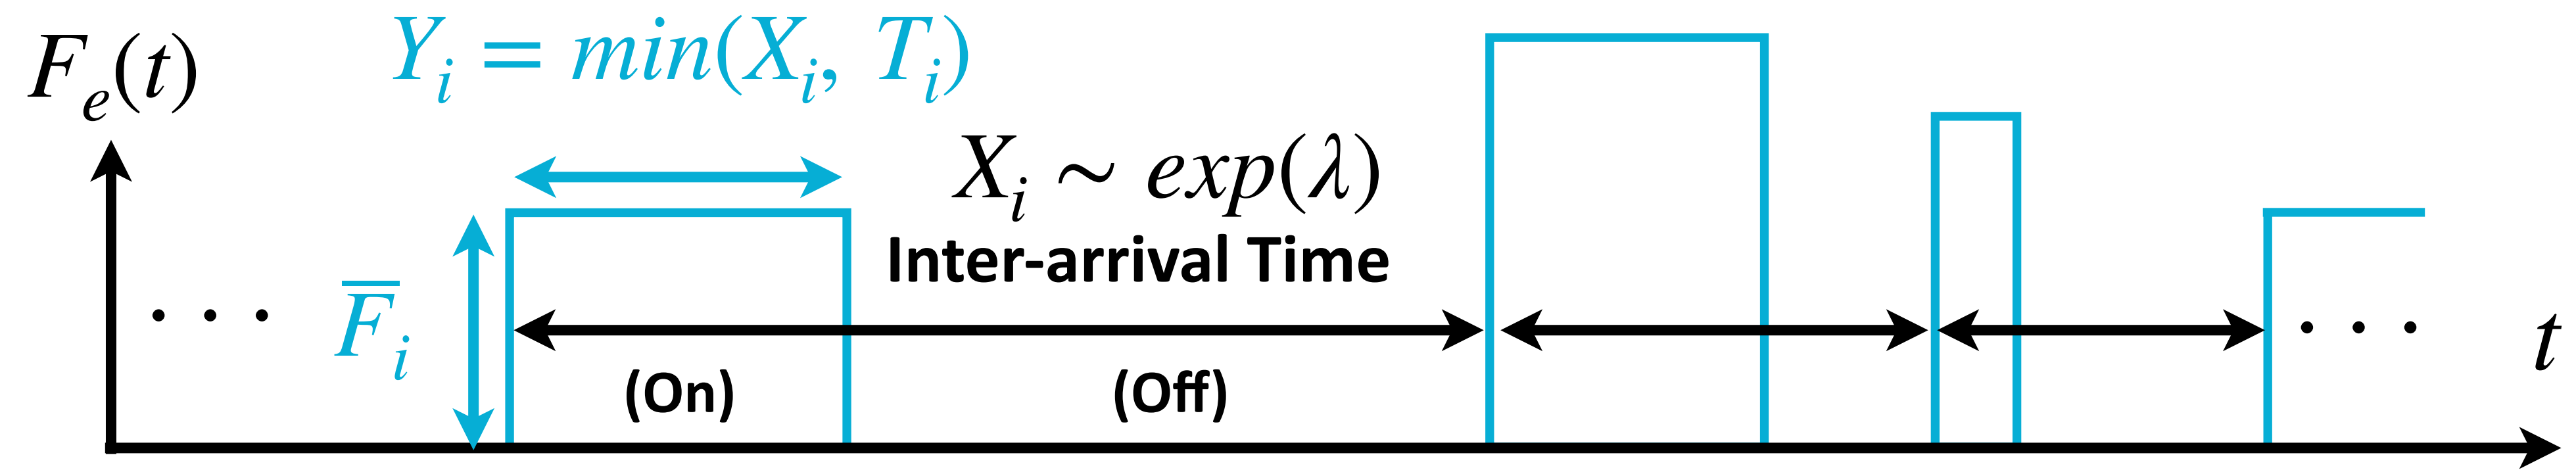 F_e(t)
Y_i = min(X_i, T_i)
X_i ~ exp(λ)
Inter-arrival Time
F̅_i
(On)
(Off)
. . .
. . .
t